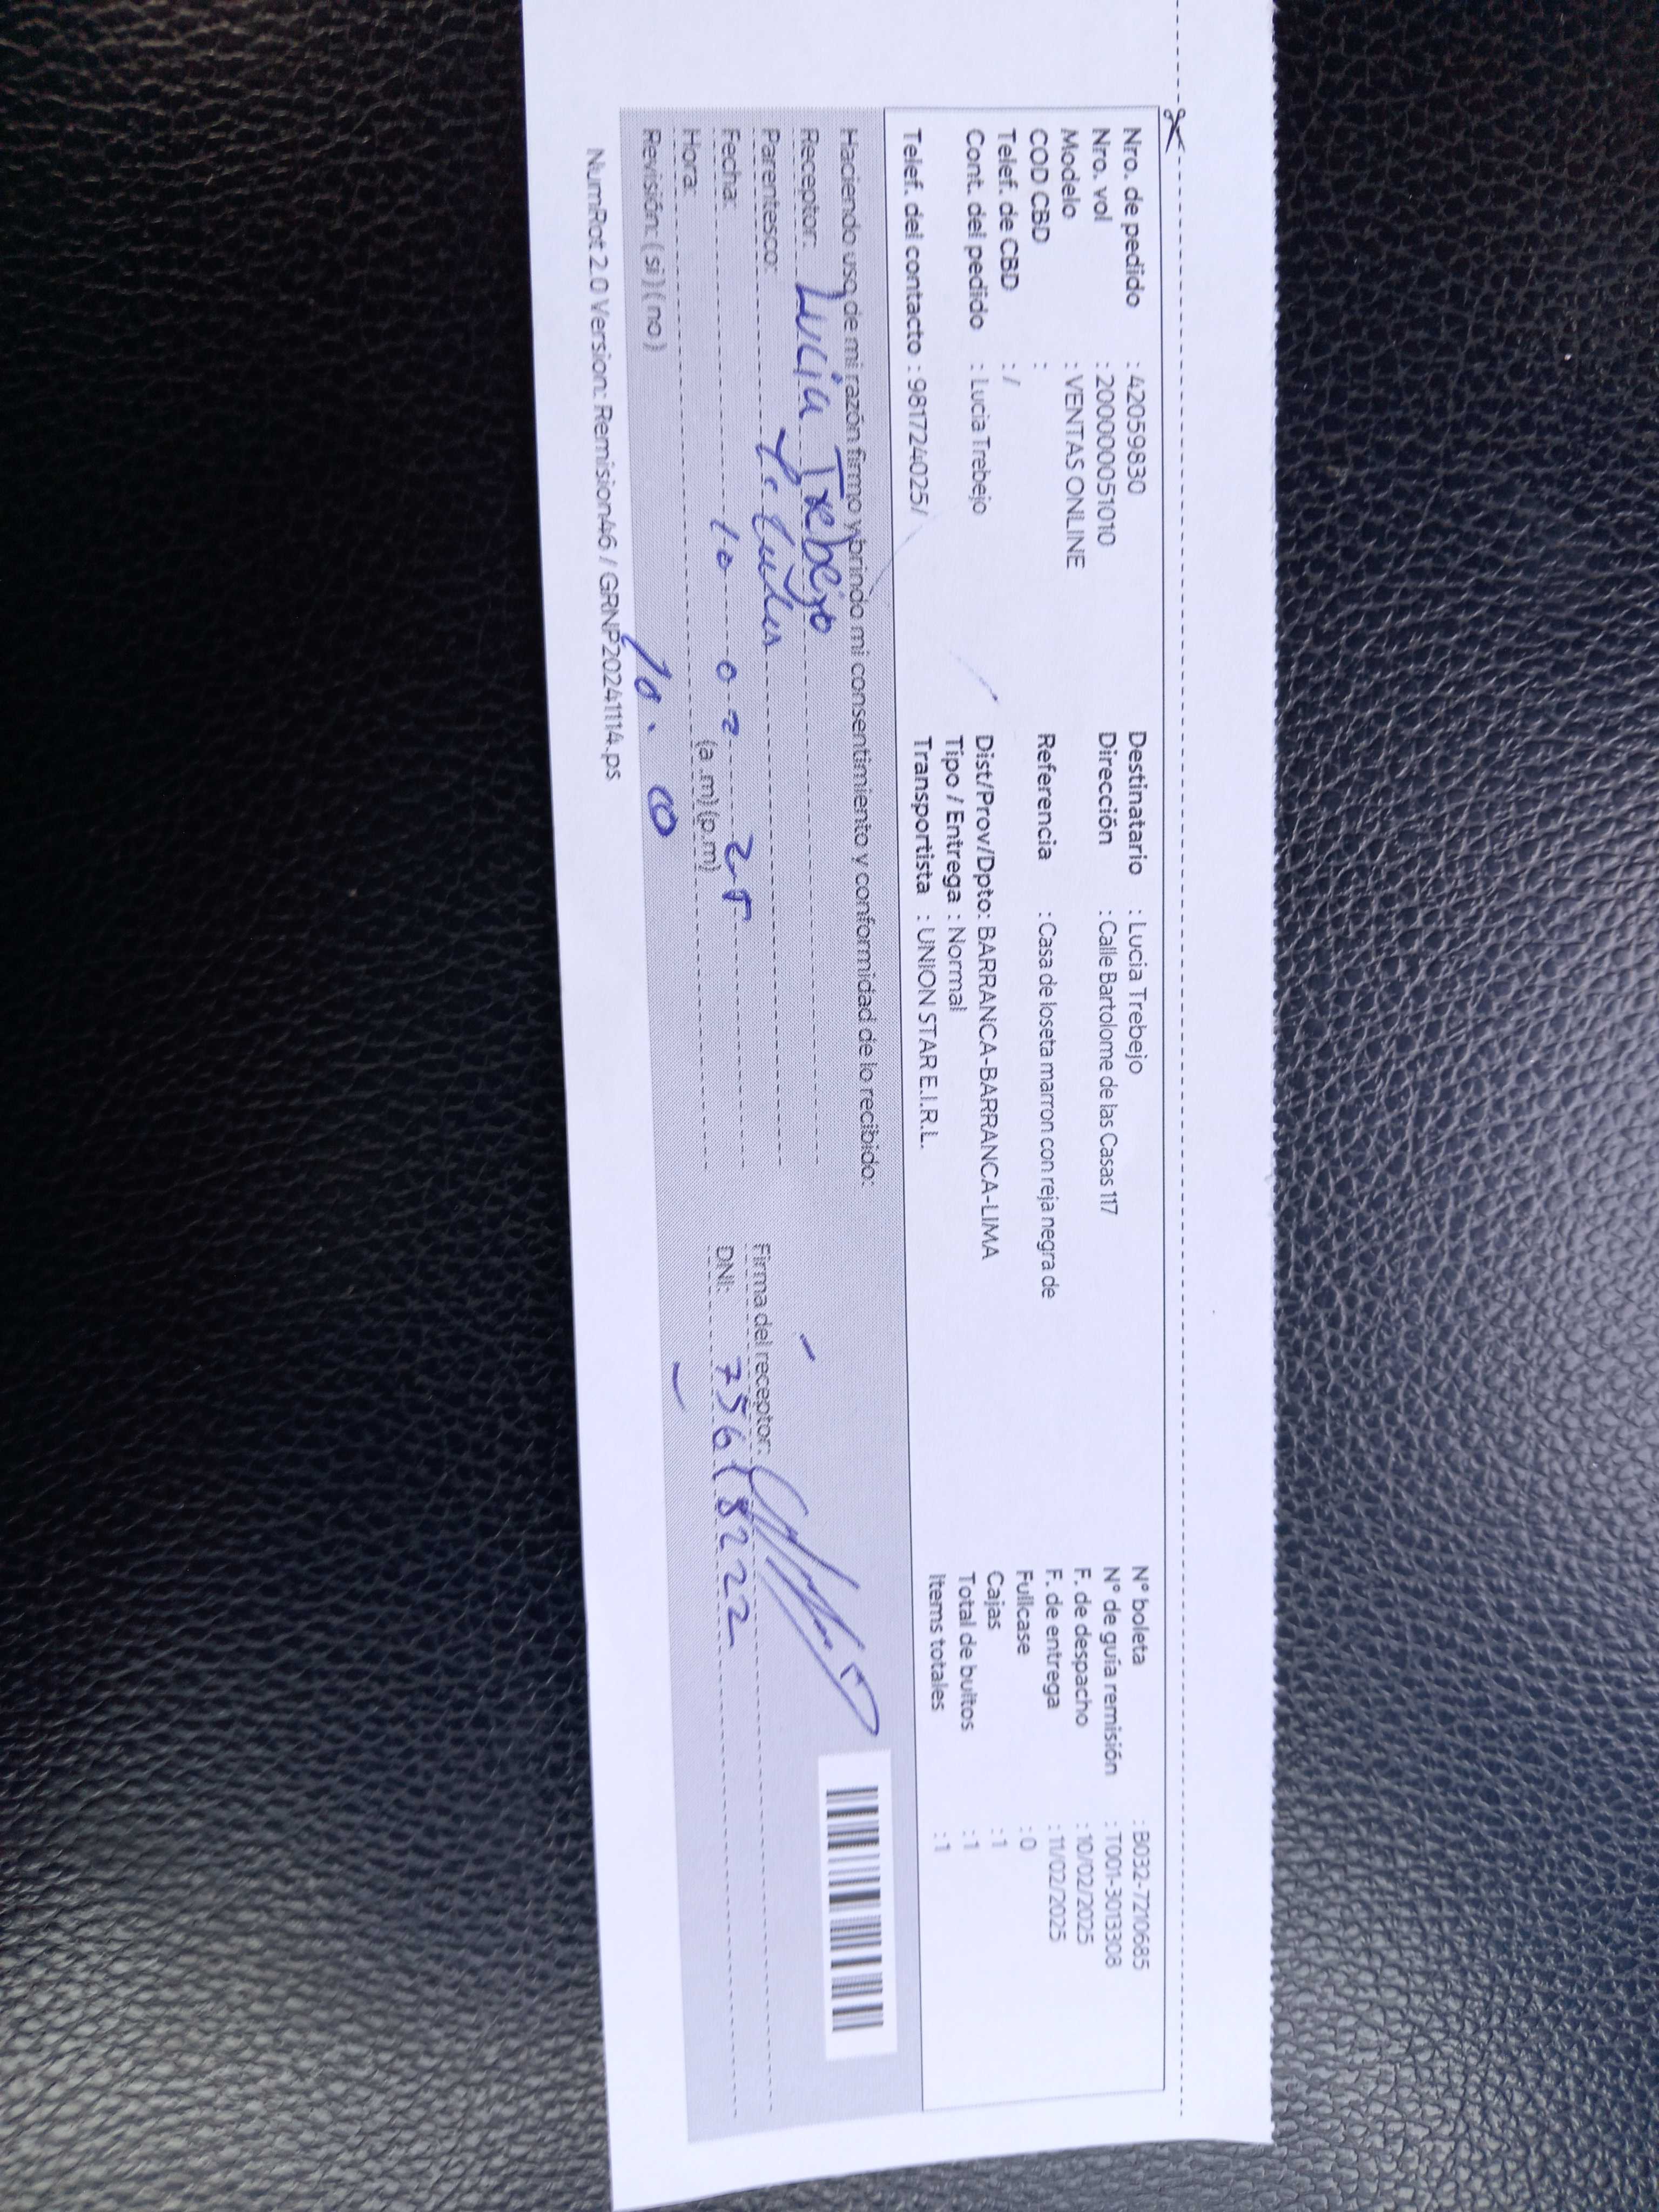 Nro. de pedido : 42059830
Nro. vol : 2000000051010
Modelo : VENTAS ONLINE
COD CBD :
Telef. de CBD : /
Cont. del pedido : Lucia Trebejo
Telef. del contacto : 981724025/
Destinatario : Lucia Trebejo
Dirección : Calle Bartolome de las Casas 117
Referencia : Casa de loseta marron con reja negra de
Dist/Prov/Dpto: BARRANCA-BARRANCA-LIMA
Tipo / Entrega : Normal
Transportista : UNION STAR E.I.R.L.
N° boleta : B032-7210685
N° de guía remisión : T001-3013308
F. de despacho : 10/02/2025
F. de entrega : 11/02/2025
Fullcase : 0
Cajas : 1
Total de bultos : 1
Items totales : 1
Haciendo uso de mi razón firmo y brindo mi consentimiento y conformidad de lo recibido:
Receptor: Lucia Trebejo
Parentesco:
Fecha: 10 02 25
Hora: (a.m) (p.m)
Revisión: ( si ) ( no ) 10.00
Firma del receptor:
DNI: 75618222
NumRot 2.0 Version: Remision46 / GRNP20241114.ps